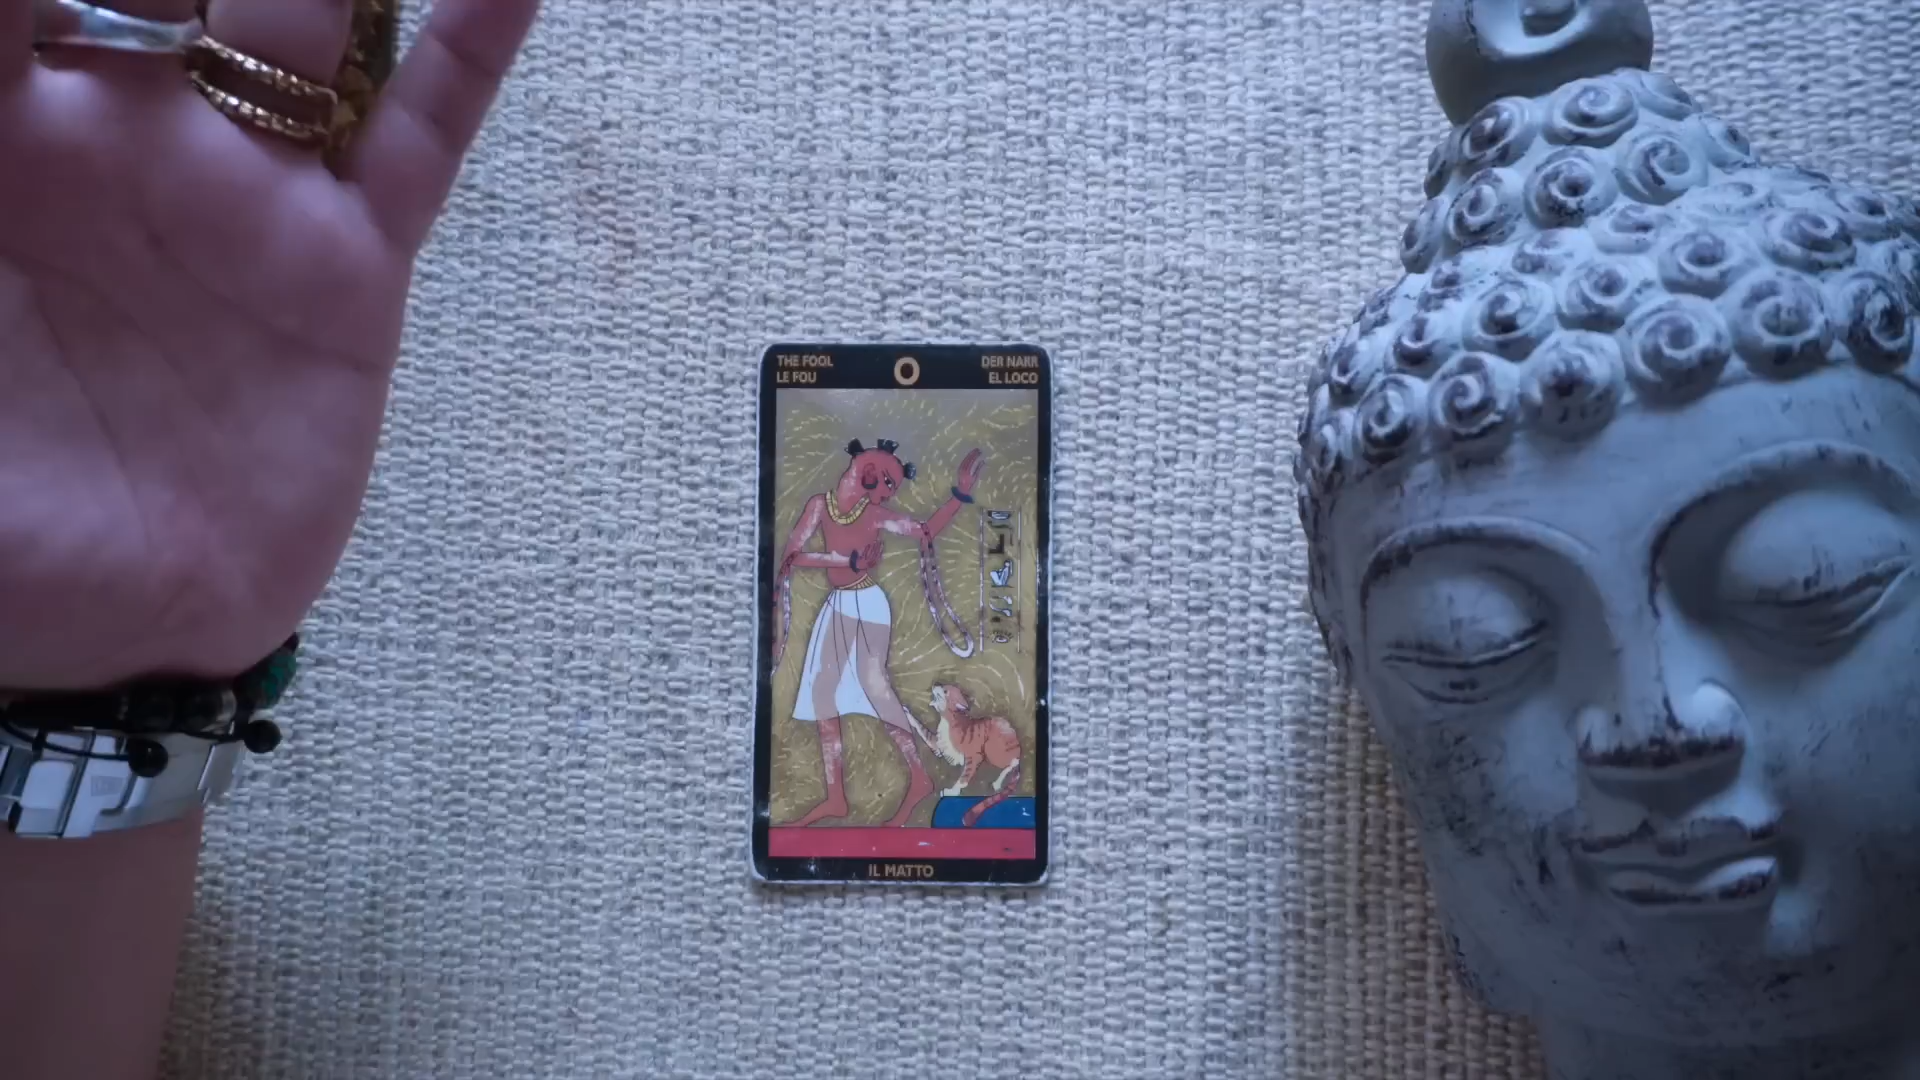 THE FOOL
LE FOU
0
DER NARR
EL LOCO
IL MATTO